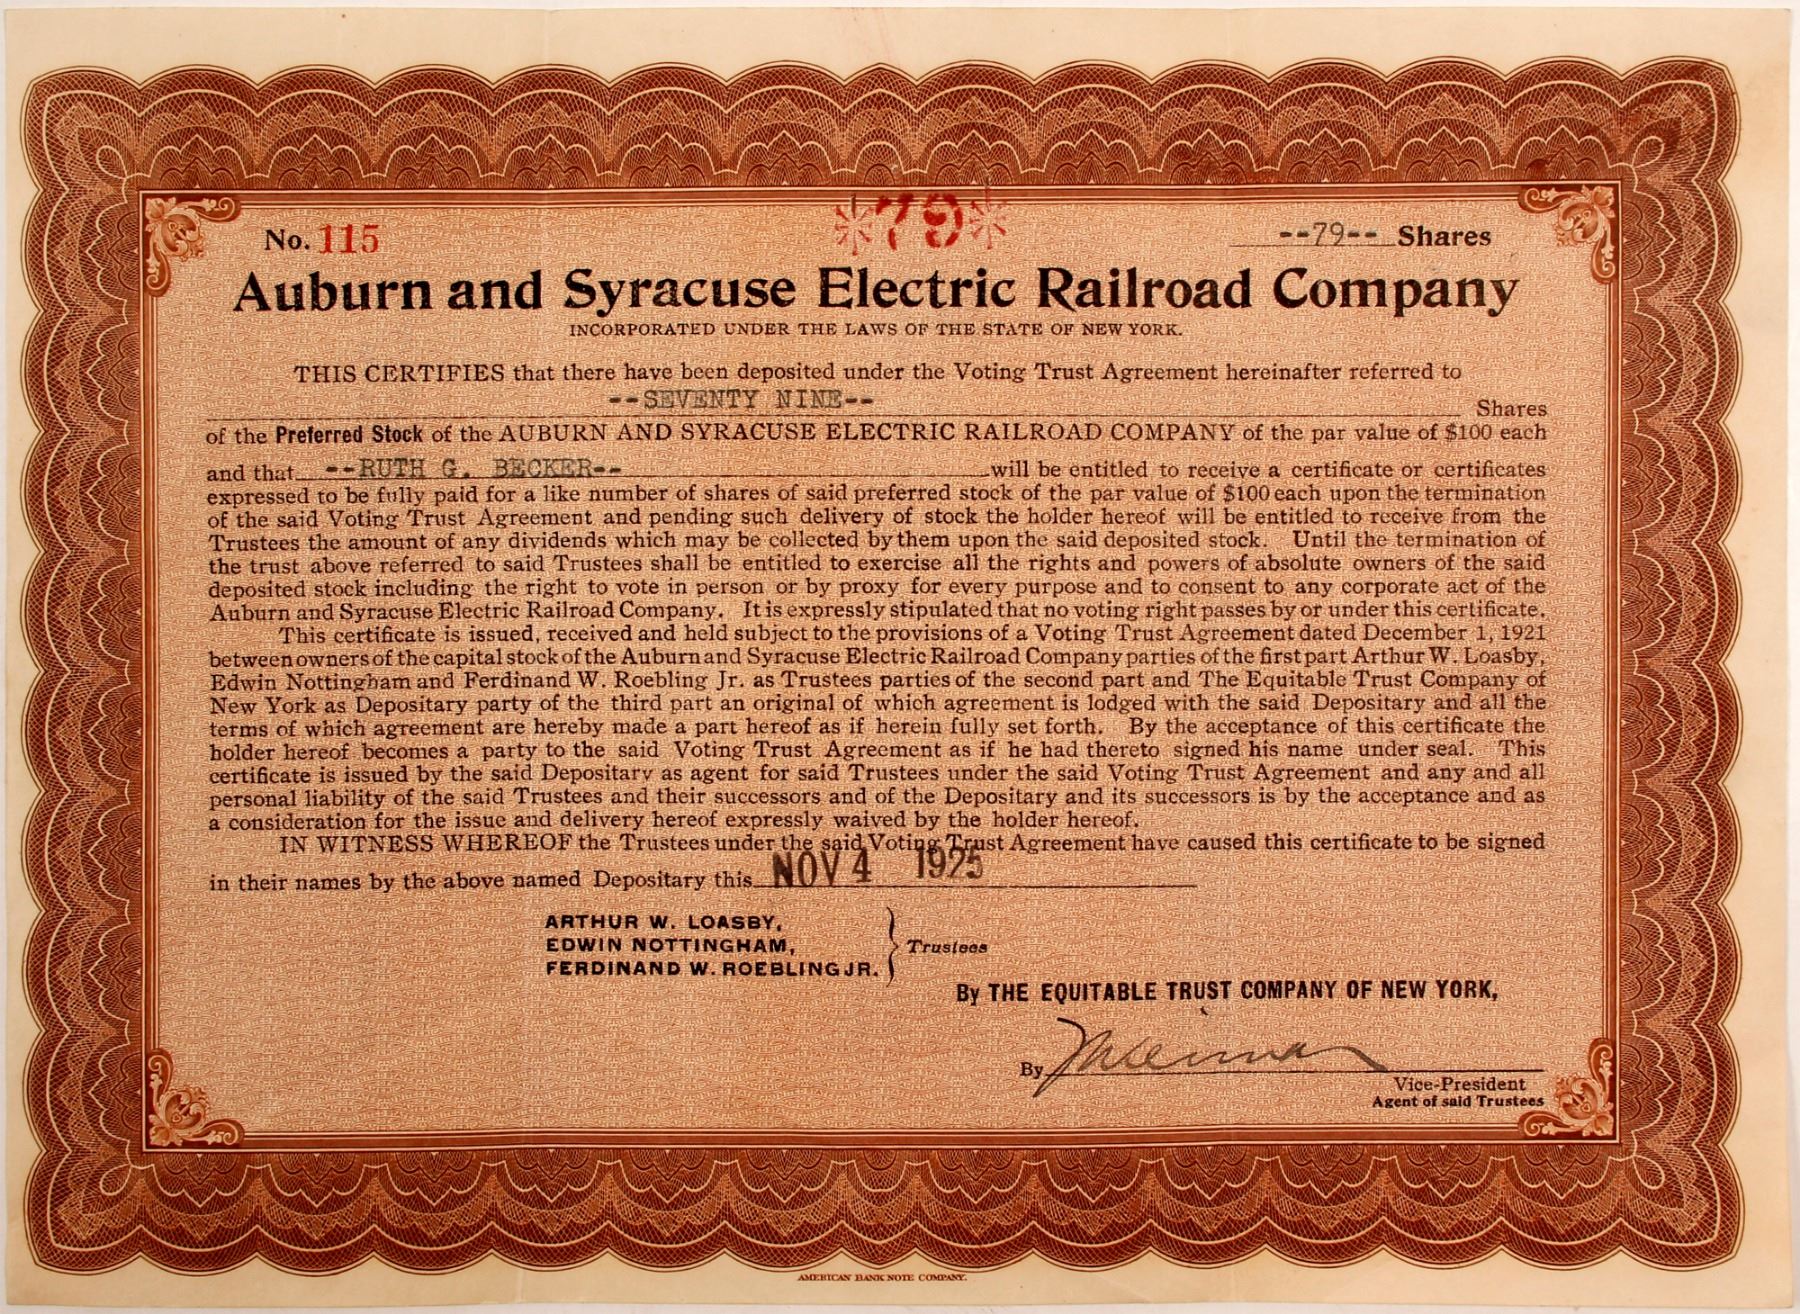 No. 115
*79*
--79-- Shares
Auburn and Syracuse Electric Railroad Company
INCORPORATED UNDER THE LAWS OF THE STATE OF NEW YORK.
THIS CERTIFIES that there have been deposited under the Voting Trust Agreement hereinafter referred to
--SEVENTY NINE-- Shares
of the Preferred Stock of the AUBURN AND SYRACUSE ELECTRIC RAILROAD COMPANY of the par value of $100 each
and that --RUTH G. BECKER-- will be entitled to receive a certificate or certificates
expressed to be fully paid for a like number of shares of said preferred stock of the par value of $100 each upon the termination
of the said Voting Trust Agreement and pending such delivery of stock the holder hereof will be entitled to receive from the
Trustees the amount of any dividends which may be collected by them upon the said deposited stock. Until the termination of
the trust above referred to said Trustees shall be entitled to exercise all the rights and powers of absolute owners of the said
deposited stock including the right to vote in person or by proxy for every purpose and to consent to any corporate act of the
Auburn and Syracuse Electric Railroad Company. It is expressly stipulated that no voting right passes by or under this certificate.
This certificate is issued, received and held subject to the provisions of a Voting Trust Agreement dated December 1, 1921
between owners of the capital stock of the Auburn and Syracuse Electric Railroad Company parties of the first part Arthur W. Loasby,
Edwin Nottingham and Ferdinand W. Roebling Jr. as Trustees parties of the second part and The Equitable Trust Company of
New York as Depositary party of the third part an original of which agreement is lodged with the said Depositary and all the
terms of which agreement are hereby made a part hereof as if herein fully set forth. By the acceptance of this certificate the
holder hereof becomes a party to the said Voting Trust Agreement as if he had thereto signed his name under seal. This
certificate is issued by the said Depositary as agent for said Trustees under the said Voting Trust Agreement and any and all
personal liability of the said Trustees and their successors and of the Depositary and its successors is by the acceptance and as
a consideration for the issue and delivery hereof expressly waived by the holder hereof.
IN WITNESS WHEREOF the Trustees under the said Voting Trust Agreement have caused this certificate to be signed
in their names by the above named Depositary this NOV 4 1925
ARTHUR W. LOASBY,
EDWIN NOTTINGHAM,
FERDINAND W. ROEBLING JR.
Trustees
By THE EQUITABLE TRUST COMPANY OF NEW YORK,
By
Vice-President
Agent of said Trustees
AMERICAN BANK NOTE COMPANY.